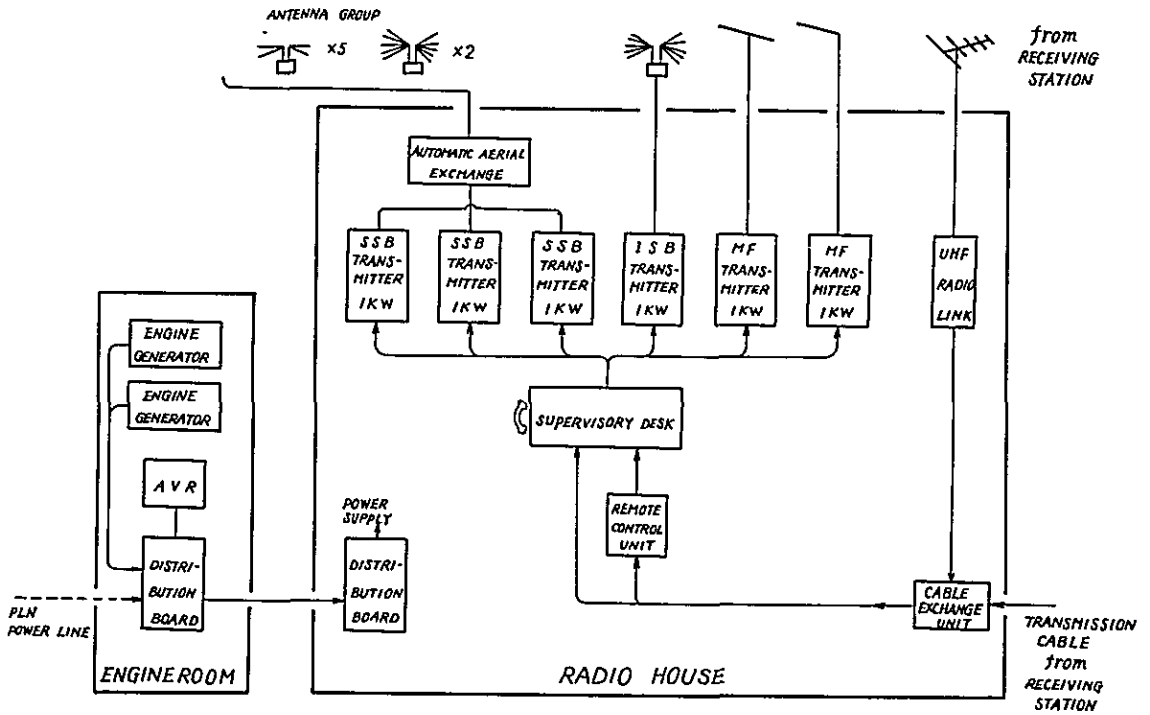 ANTENNA GROUP
×5
×2
from
RECEIVING
STATION
AUTOMATIC AERIAL
EXCHANGE
SSB
TRANS-
MITTER
1KW
SSB
TRANS-
MITTER
1KW
SSB
TRANS-
MITTER
1KW
ISB
TRANS-
MITTER
1KW
MF
TRANS-
MITTER
1KW
MF
TRANS-
MITTER
1KW
UHF
RADIO
LINK
ENGINE
GENERATOR
ENGINE
GENERATOR
AVR
DISTRI-
BUTION
BOARD
PLN
POWER LINE
ENGINE ROOM
SUPERVISORY DESK
POWER
SUPPLY
DISTRI-
BUTION
BOARD
REMOTE
CONTROL
UNIT
CABLE
EXCHANGE
UNIT
TRANSMISSION
CABLE
from
RECEIVING
STATION
RADIO HOUSE